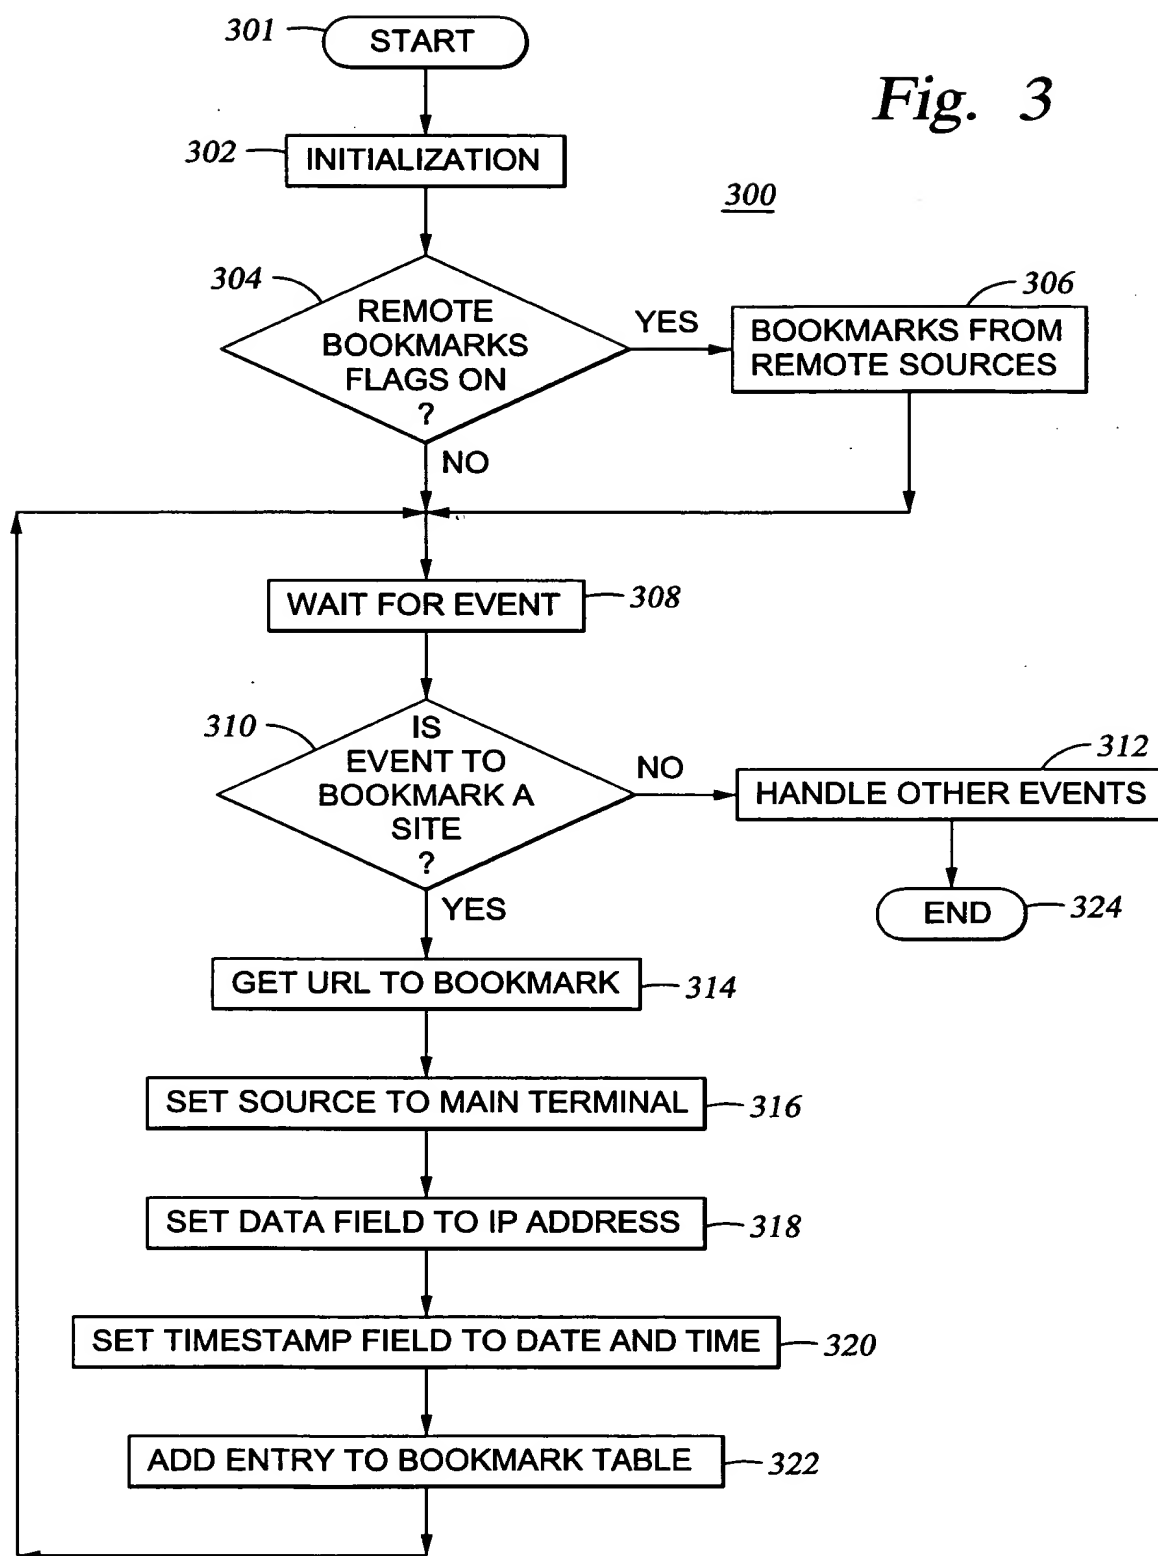 301
START
Fig. 3
302
INITIALIZATION
300
304
REMOTE
BOOKMARKS
FLAGS ON
?
YES
306
BOOKMARKS FROM
REMOTE SOURCES
NO
WAIT FOR EVENT
308
310
IS
EVENT TO
BOOKMARK A
SITE
?
NO
312
HANDLE OTHER EVENTS
YES
END
324
GET URL TO BOOKMARK
314
SET SOURCE TO MAIN TERMINAL
316
SET DATA FIELD TO IP ADDRESS
318
SET TIMESTAMP FIELD TO DATE AND TIME
320
ADD ENTRY TO BOOKMARK TABLE
322